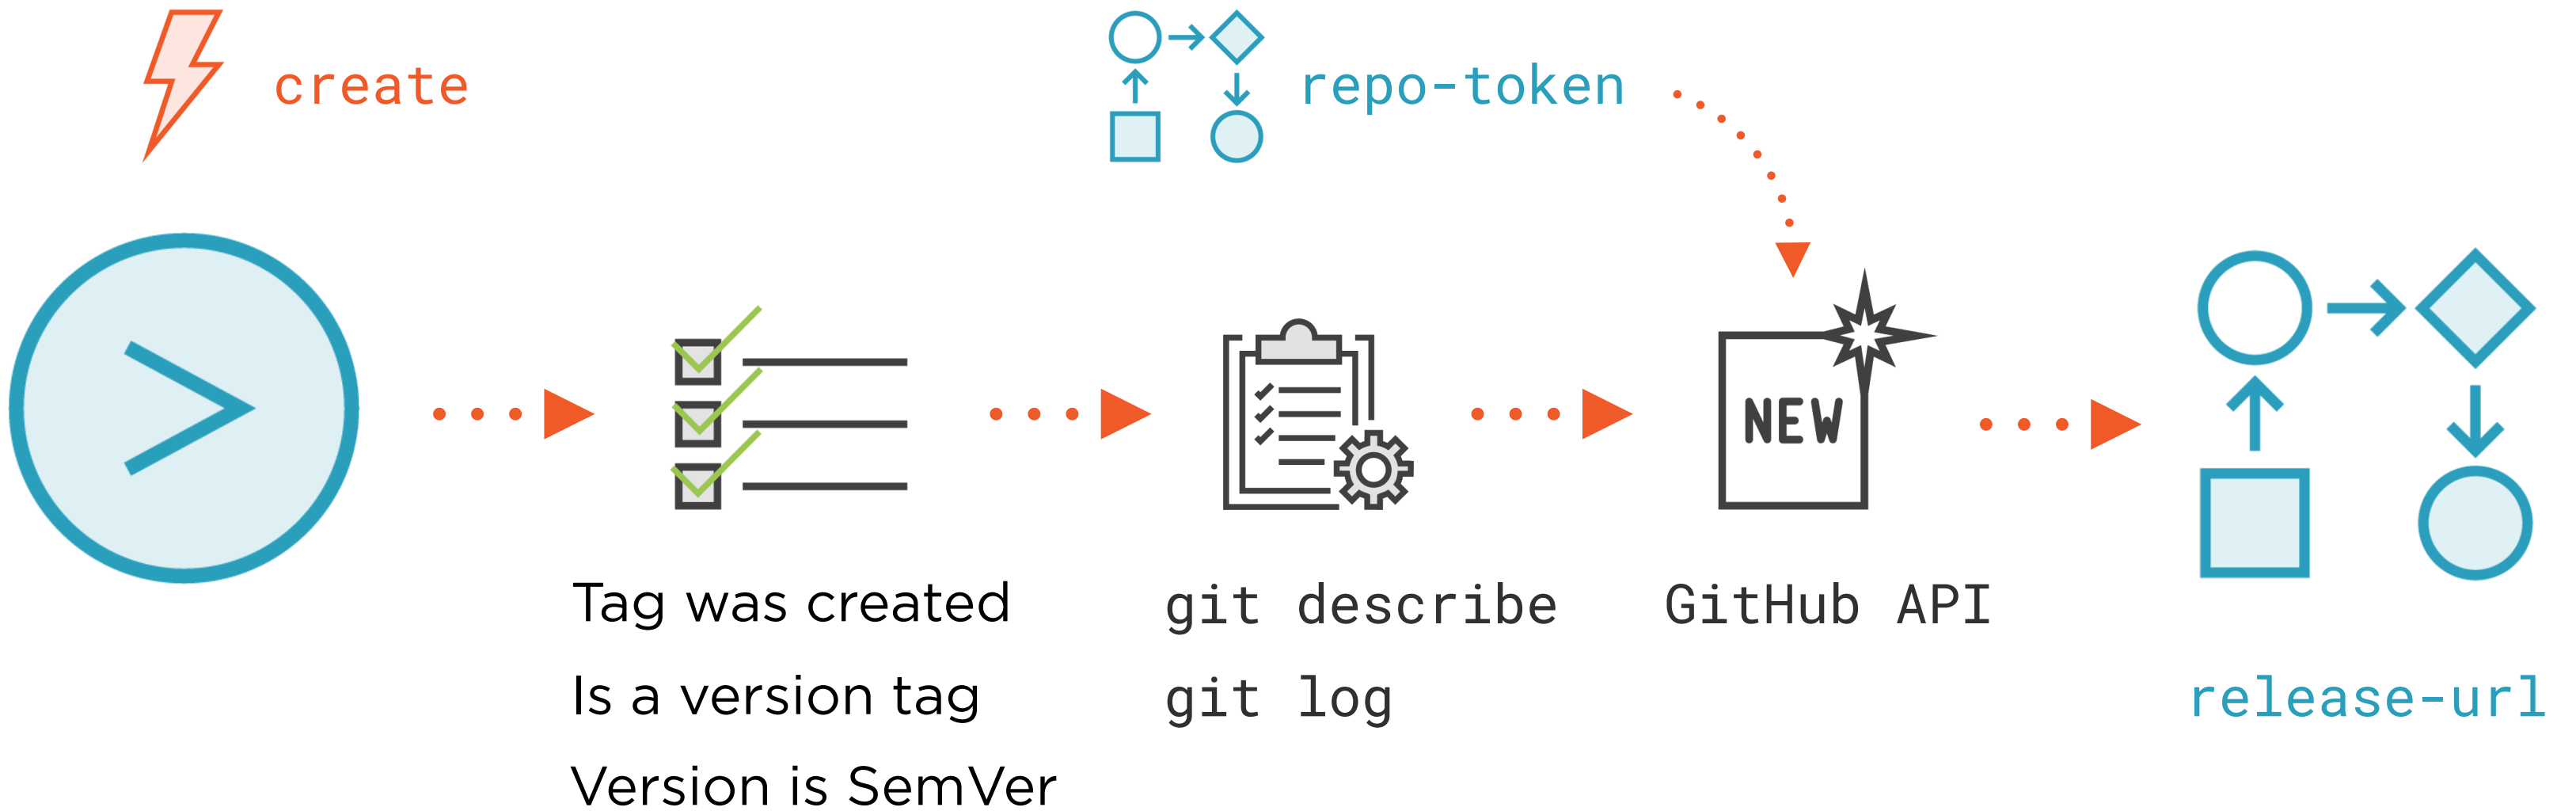 create
repo-token
NEW
Tag was created
Is a version tag
Version is SemVer
git describe
git log
GitHub API
release-url